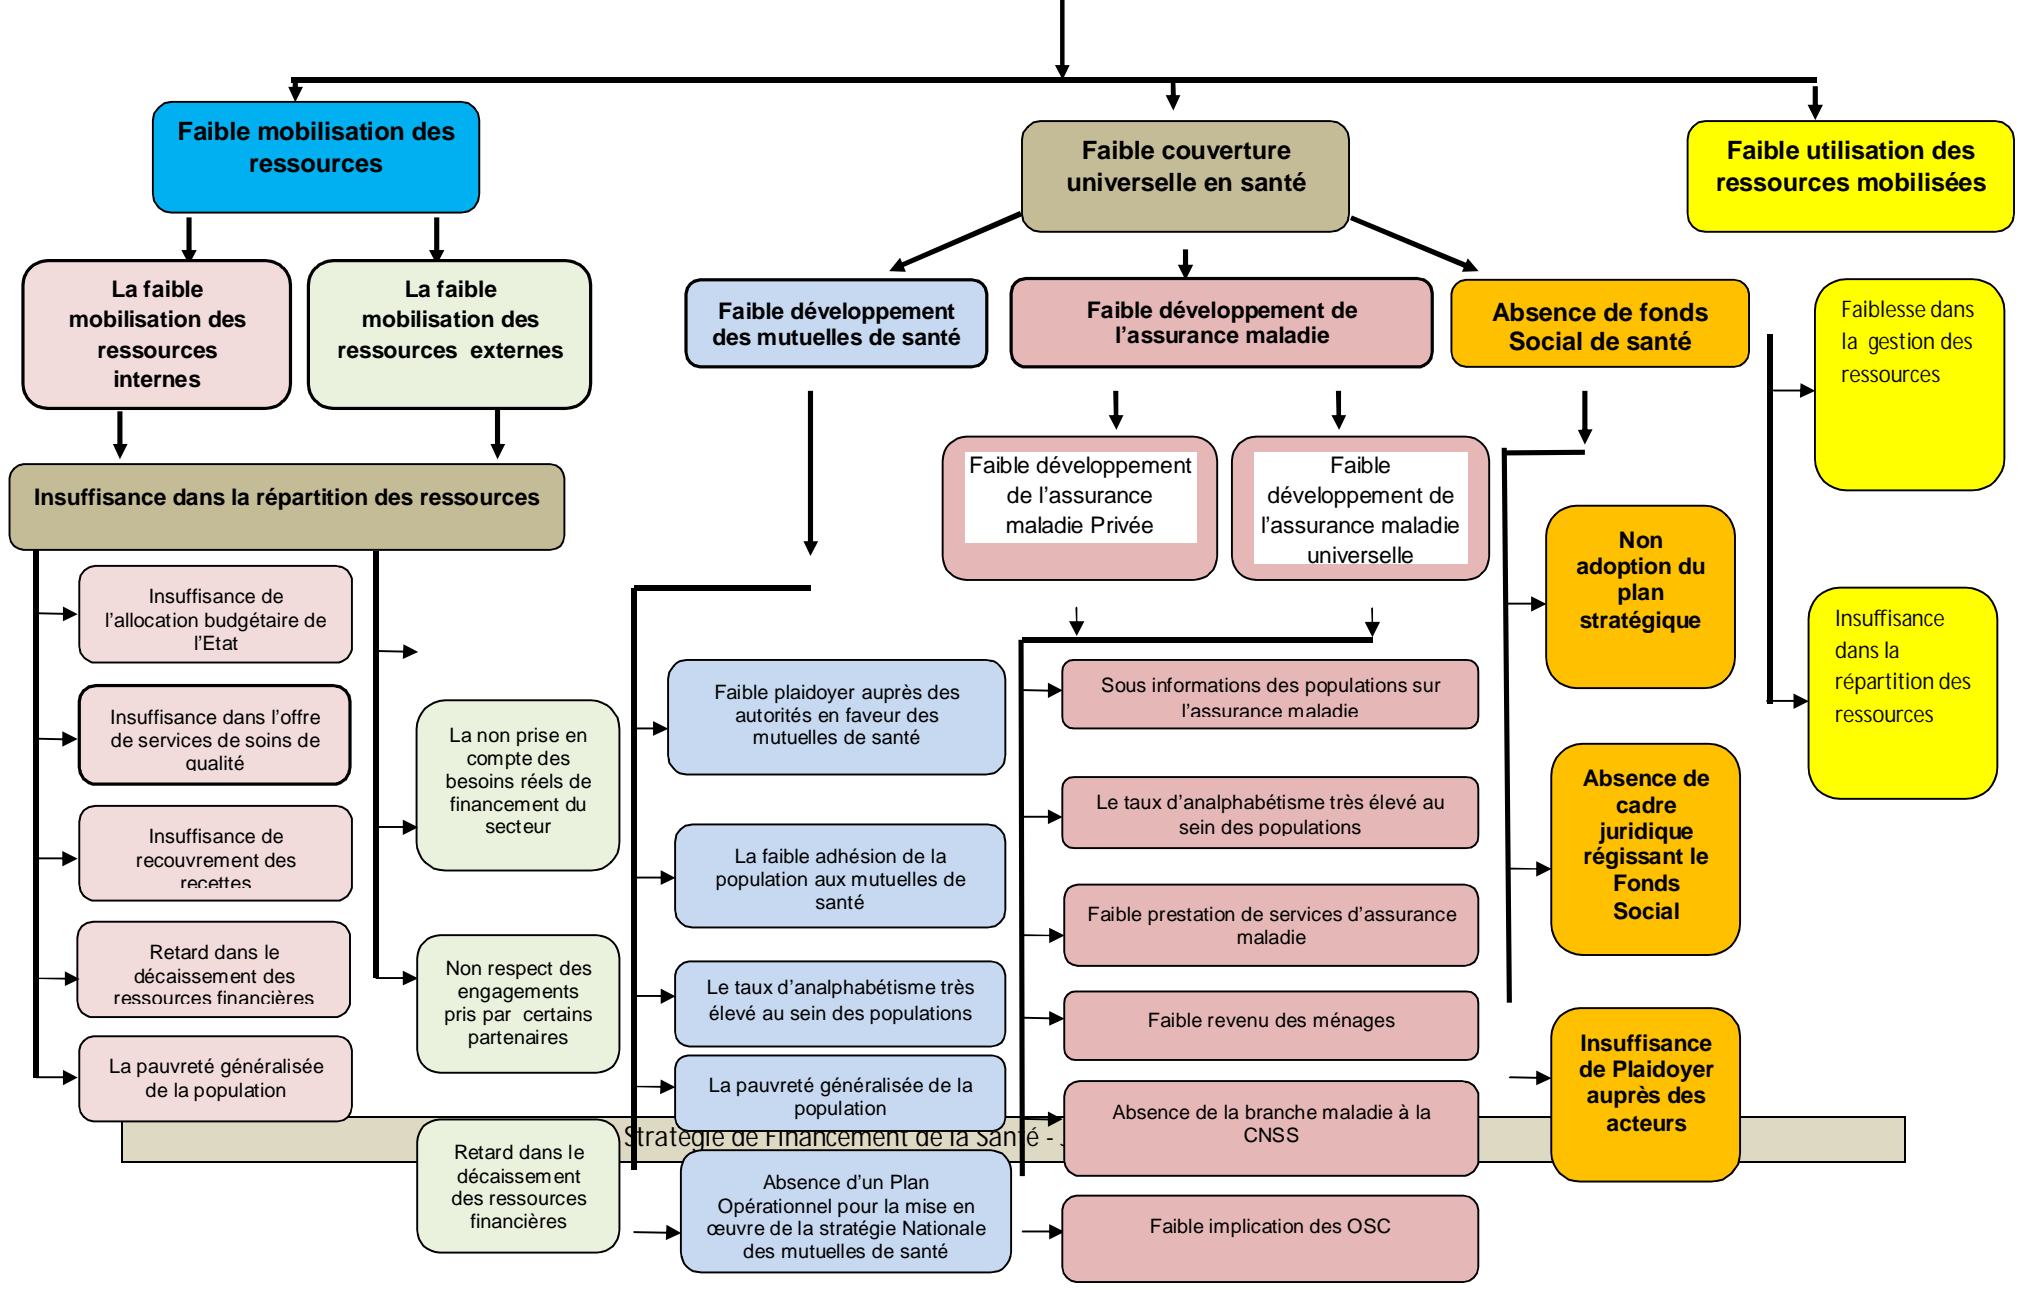 Faible mobilisation des
ressources
Faible couverture
universelle en santé
Faible utilisation des
ressources mobilisées
La faible
mobilisation des
ressources
internes
La faible
mobilisation des
ressources  externes
Faible développement
des mutuelles de santé
Faible développement de
l’assurance maladie
Absence de fonds
Social de santé
Faiblesse dans
la  gestion des
ressources
Insuffisance dans la répartition des ressources
Faible développement
de l’assurance
maladie Privée
Faible
développement de
l’assurance maladie
universelle
Non
adoption du
plan
stratégique
Insuffisance
dans la
répartition des
ressources
Insuffisance de
l’allocation budgétaire de
l’Etat
Insuffisance dans l’offre
de services de soins de
qualité
Insuffisance de
recouvrement des
recettes
Retard dans le
décaissement des
ressources financières
La pauvreté généralisée
de la population
La non prise en
compte des
besoins réels de
financement du
secteur
Non respect des
engagements
pris par  certains
partenaires
Retard dans le
décaissement
des ressources
financières
Faible plaidoyer auprès des
autorités en faveur des
mutuelles de santé
La faible adhésion de la
population aux mutuelles de
santé
Le taux d’analphabétisme très
élevé au sein des populations
La pauvreté généralisée de la
population
Absence d’un Plan
Opérationnel pour la mise en
œuvre de la stratégie Nationale
des mutuelles de santé
Sous informations des populations sur
l’assurance maladie
Le taux d’analphabétisme très élevé au
sein des populations
Faible prestation de services d’assurance
maladie
Faible revenu des ménages
Absence de la branche maladie à la
CNSS
Faible implication des OSC
Absence de
cadre
juridique
régissant le
Fonds
Social
Insuffisance
de Plaidoyer
auprès des
acteurs
Stratégie de Financement de la Santé -